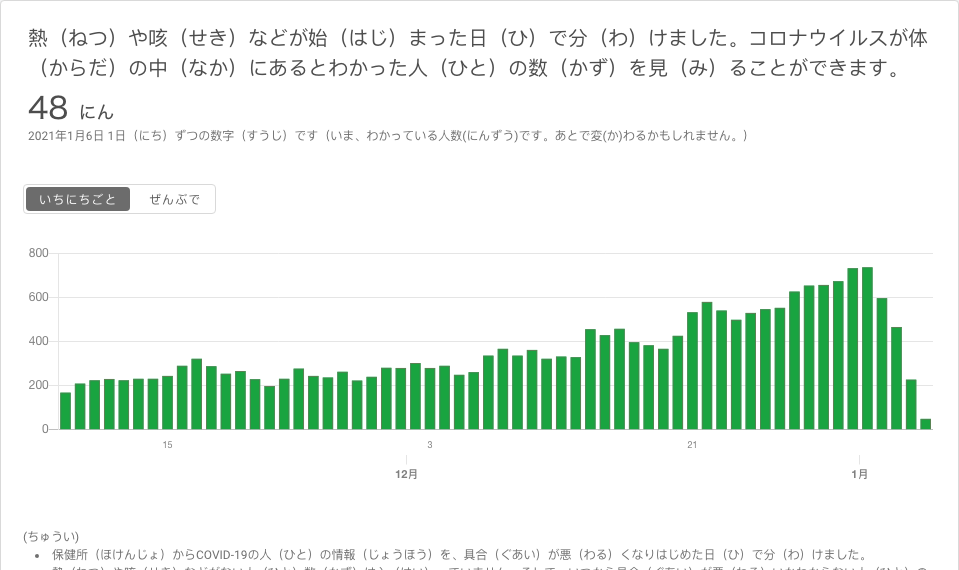 熱（ねつ）や咳（せき）などが始（はじ）まった日（ひ）で分（わ）けました。コロナウイルスが体
（からだ）の中（なか）にあるとわかった人（ひと）の数（かず）を見（み）ることができます。
48 にん
2021年1月6日 1日（にち）ずつの数字（すうじ）です（いま、わかっている人数(にんずう)です。あとで変(か)わるかもしれません。）
いちにちごと ぜんぶで
800
600
400
200
0
15 3 21
12月 1月
(ちゅうい)
• 保健所（ほけんじょ）からCOVID-19の人（ひと）の情報（じょうほう）を、具合（ぐあい）が悪（わる）くなりはじめた日（ひ）で分（わ）けました。